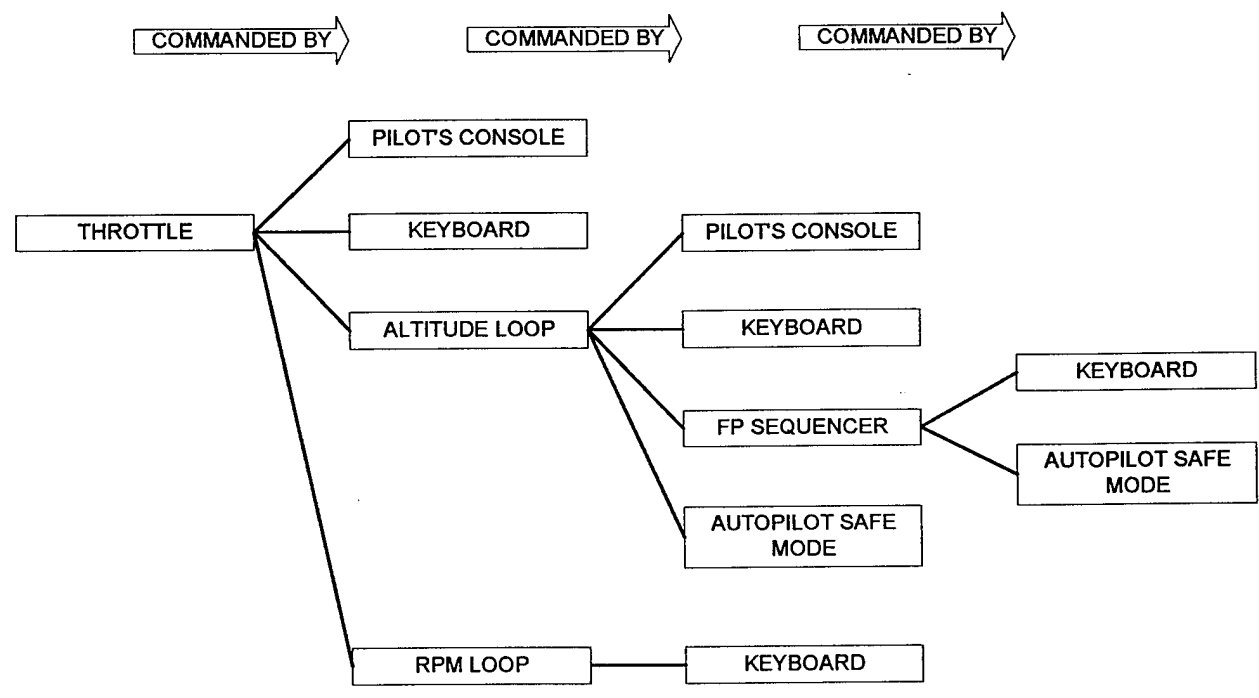 COMMANDED BY
COMMANDED BY
COMMANDED BY
PILOT'S CONSOLE
THROTTLE
KEYBOARD
PILOT'S CONSOLE
ALTITUDE LOOP
KEYBOARD
KEYBOARD
FP SEQUENCER
AUTOPILOT SAFE
MODE
AUTOPILOT SAFE
MODE
RPM LOOP
KEYBOARD